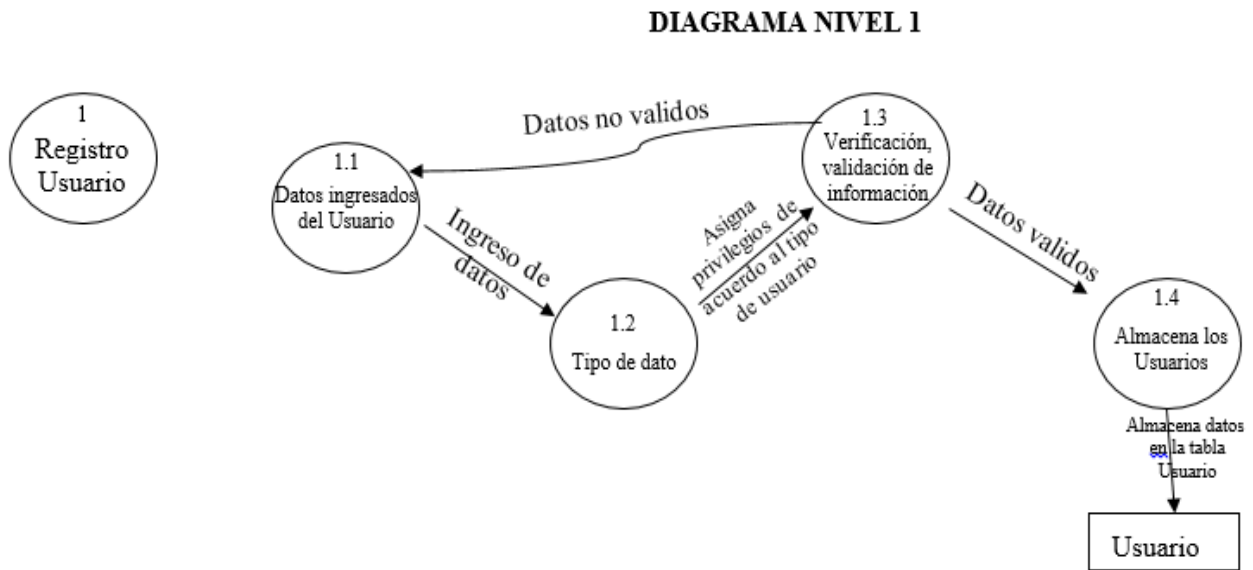 DIAGRAMA NIVEL 1
1
Registro
Usuario
1.1
Datos ingresados
del Usuario
Datos no validos
Ingreso de
datos
1.2
Tipo de dato
Asigna
privilegios de
acuerdo al tipo
de usuario
1.3
Verificación,
validación de
información
Datos validos
1.4
Almacena los
Usuarios
Almacena datos
en la tabla
Usuario
Usuario